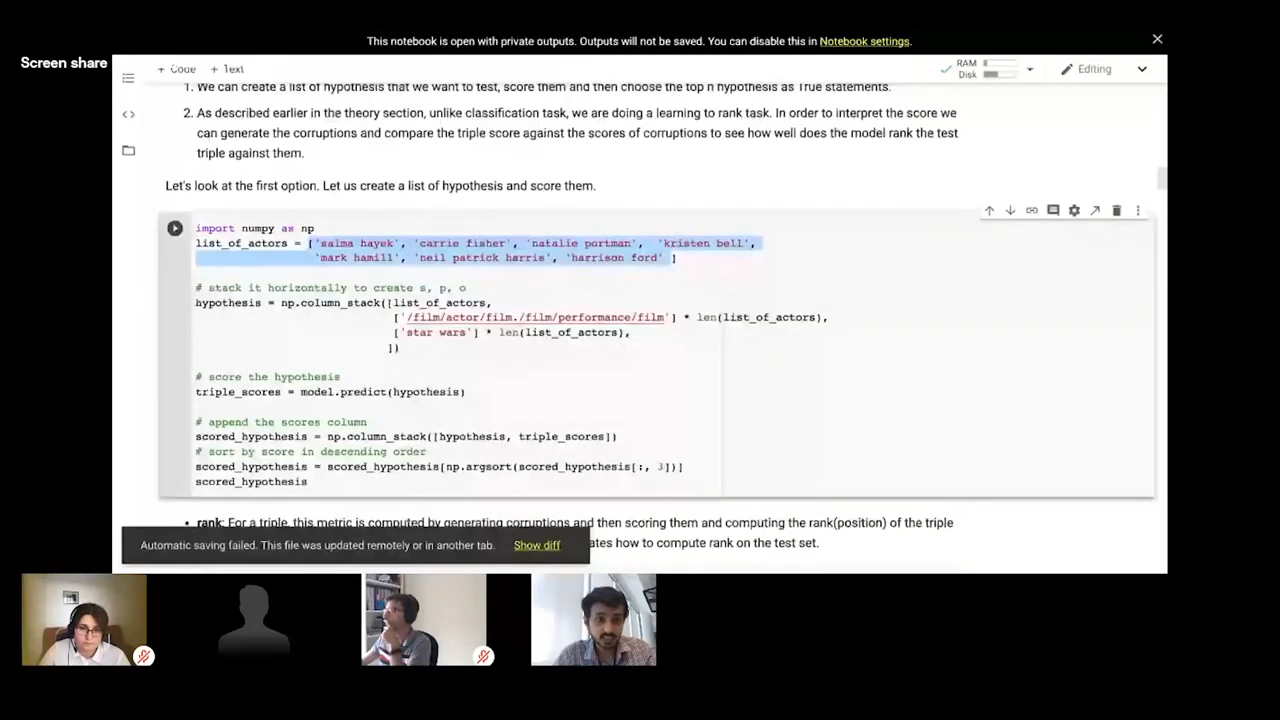 This notebook is open with private outputs. Outputs will not be saved. You can disable this in Notebook settings.
Screen share
+ Code + Text
RAM
Disk
Editing
1. We can create a list of hypothesis that we want to test, score them and then choose the top n hypothesis as True statements.
2. As described earlier in the theory section, unlike classification task, we are doing a learning to rank task. In order to interpret the score we
can generate the corruptions and compare the triple score against the scores of corruptions to see how well does the model rank the test
triple against them.
Let's look at the first option. Let us create a list of hypothesis and score them.
import numpy as np
list_of_actors = ['salma hayek', 'carrie fisher', 'natalie portman', 'kristen bell',
'mark hamill', 'neil patrick harris', 'harrison ford' ]
# stack it horizontally to create s, p, o
hypothesis = np.column_stack([list_of_actors,
['/film/actor/film./film/performance/film'] * len(list_of_actors),
['star wars'] * len(list_of_actors),
])
# score the hypothesis
triple_scores = model.predict(hypothesis)
# append the scores column
scored_hypothesis = np.column_stack([hypothesis, triple_scores])
# sort by score in descending order
scored_hypothesis = scored_hypothesis[np.argsort(scored_hypothesis[:, 3])]
scored_hypothesis
• rank: For a triple, this metric is computed by generating corruptions and then scoring them and computing the rank(position) of the triple
ates how to compute rank on the test set.
Automatic saving failed. This file was updated remotely or in another tab. Show diff